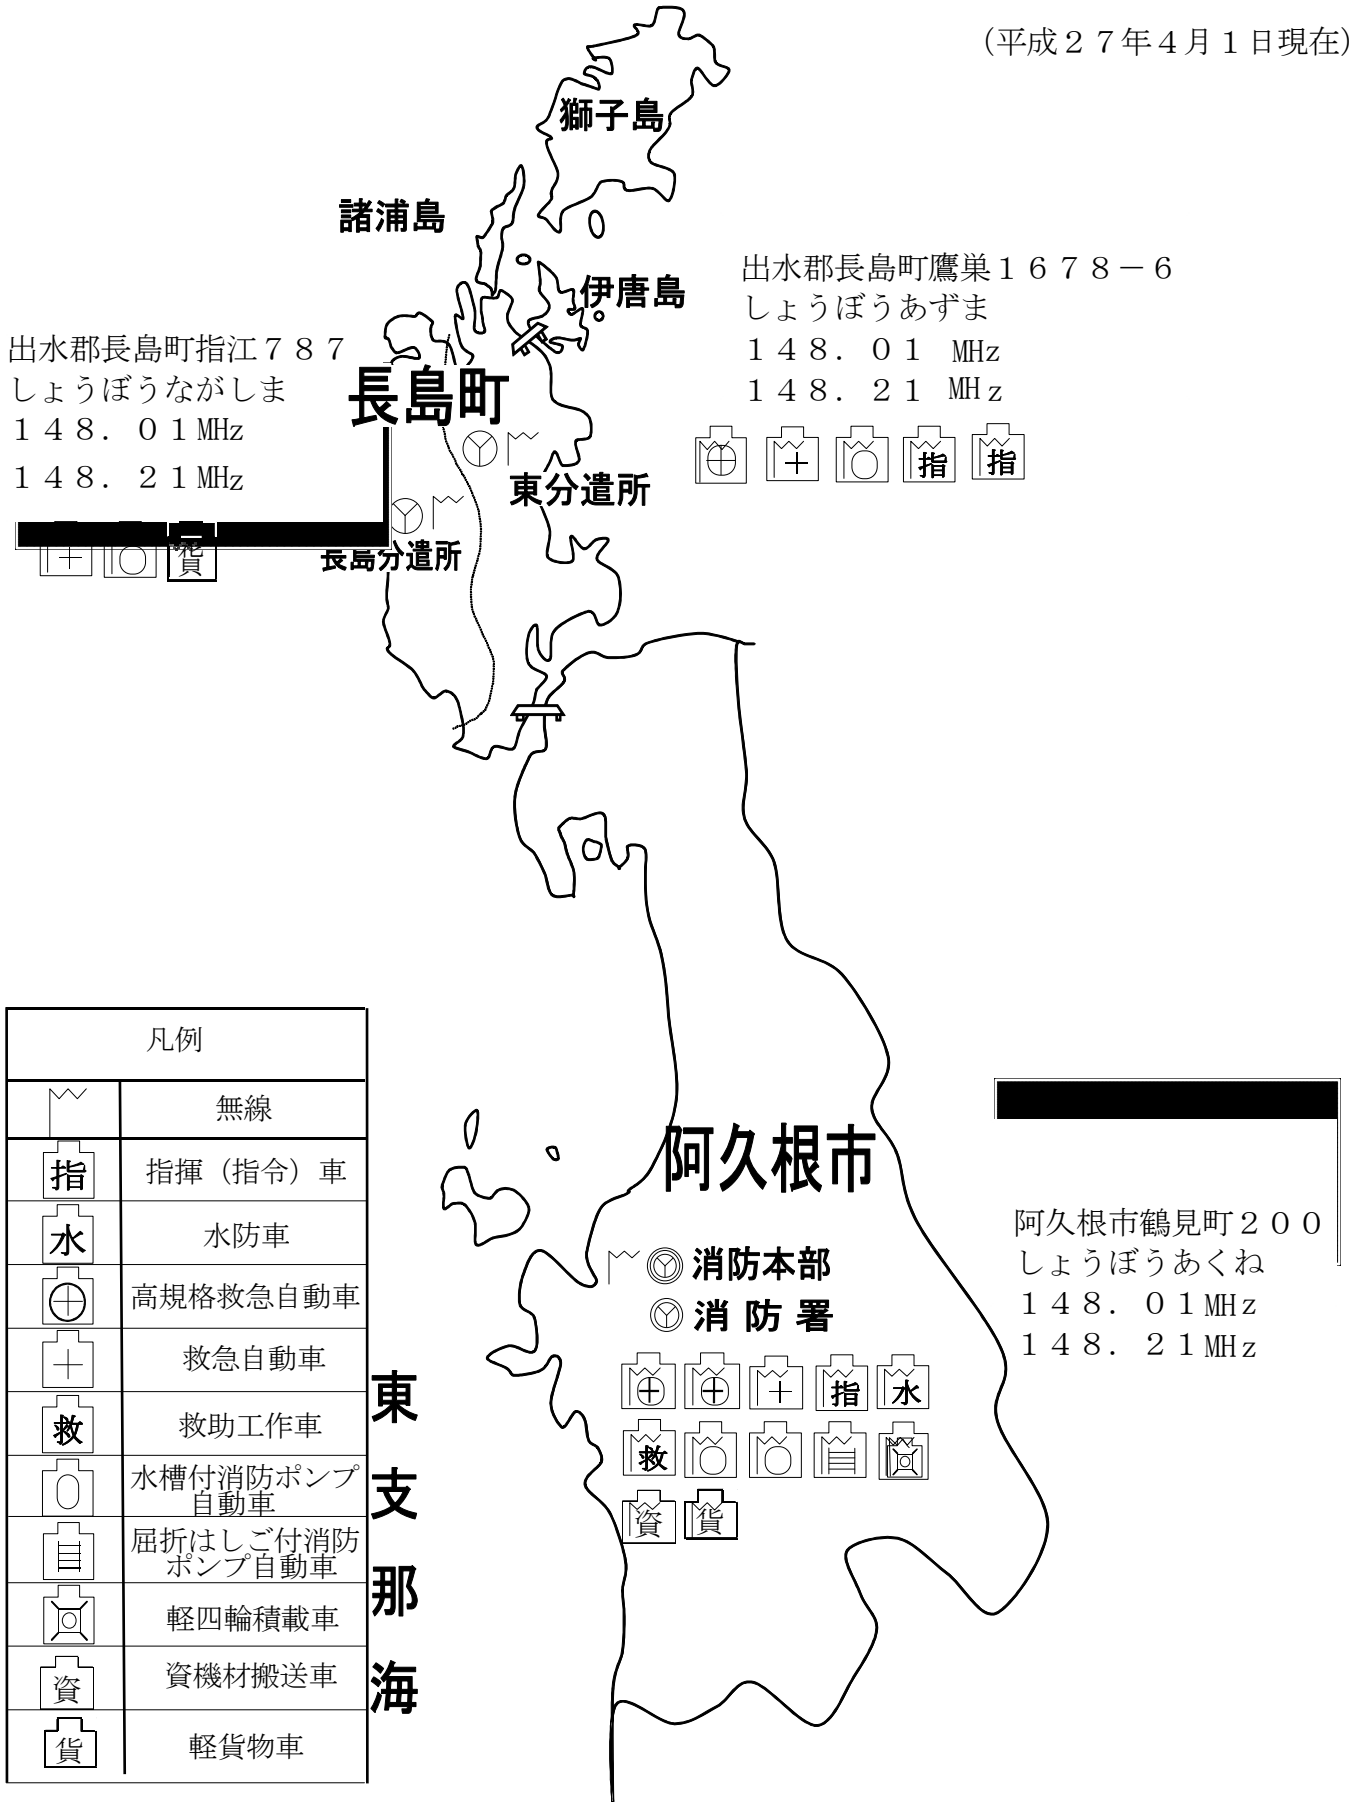 （平成２７年４月１日現在）
獅子島
諸浦島
伊唐島
出水郡長島町鷹巣１６７８－６
しょうぼうあずま
１４８．０１ MHz
１４８．２１ MHz
指
指
出水郡長島町指江７８７
しょうぼうながしま
１４８．０１MHz
１４８．２１MHz
貨
長島町
東分遣所
長島分遣所
凡例
無線
指
指揮（指令）車
水
水防車
高規格救急自動車
救急自動車
救
救助工作車
水槽付消防ポンプ
自動車
屈折はしご付消防
ポンプ自動車
軽四輪積載車
資
資機材搬送車
貨
軽貨物車
東支那海
阿久根市
消防本部
消防署
指
水
救
資
貨
阿久根市鶴見町２００
しょうぼうあくね
１４８．０１MHz
１４８．２１MHz